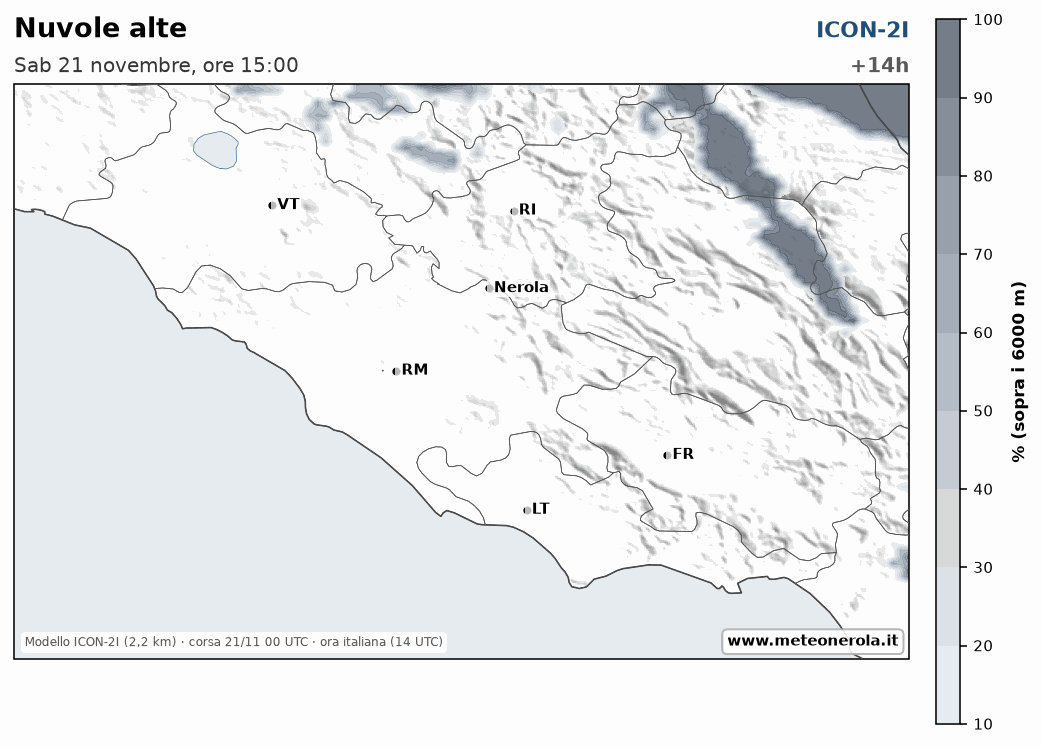 Nuvole alte
ICON-2I
Sab 21 novembre, ore 15:00
+14h
100
90
80
70
60
50
40
30
20
10
% (sopra i 6000 m)
VT
RI
Nerola
RM
FR
LT
Modello ICON-2I (2,2 km) · corsa 21/11 00 UTC · ora italiana (14 UTC)
www.meteonerola.it